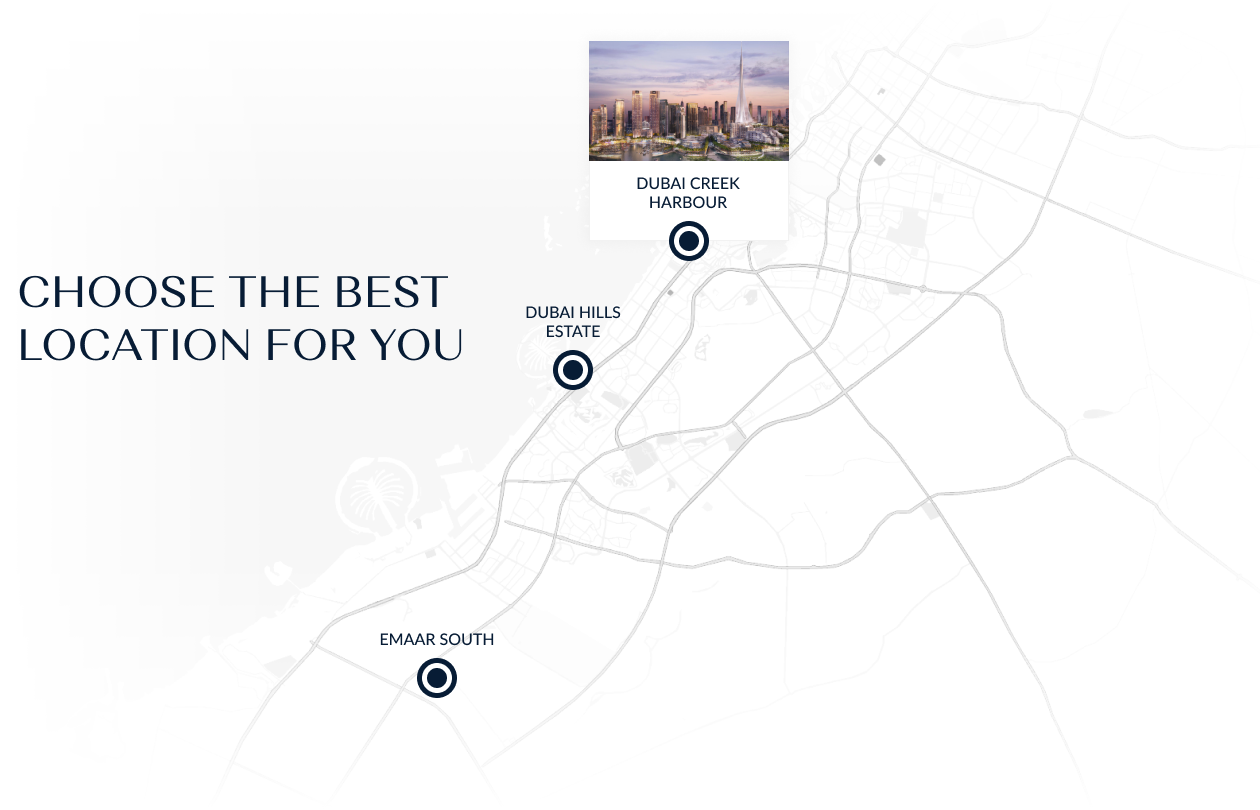 DUBAI CREEK
HARBOUR
CHOOSE THE BEST
LOCATION FOR YOU
DUBAI HILLS
ESTATE
EMAAR SOUTH